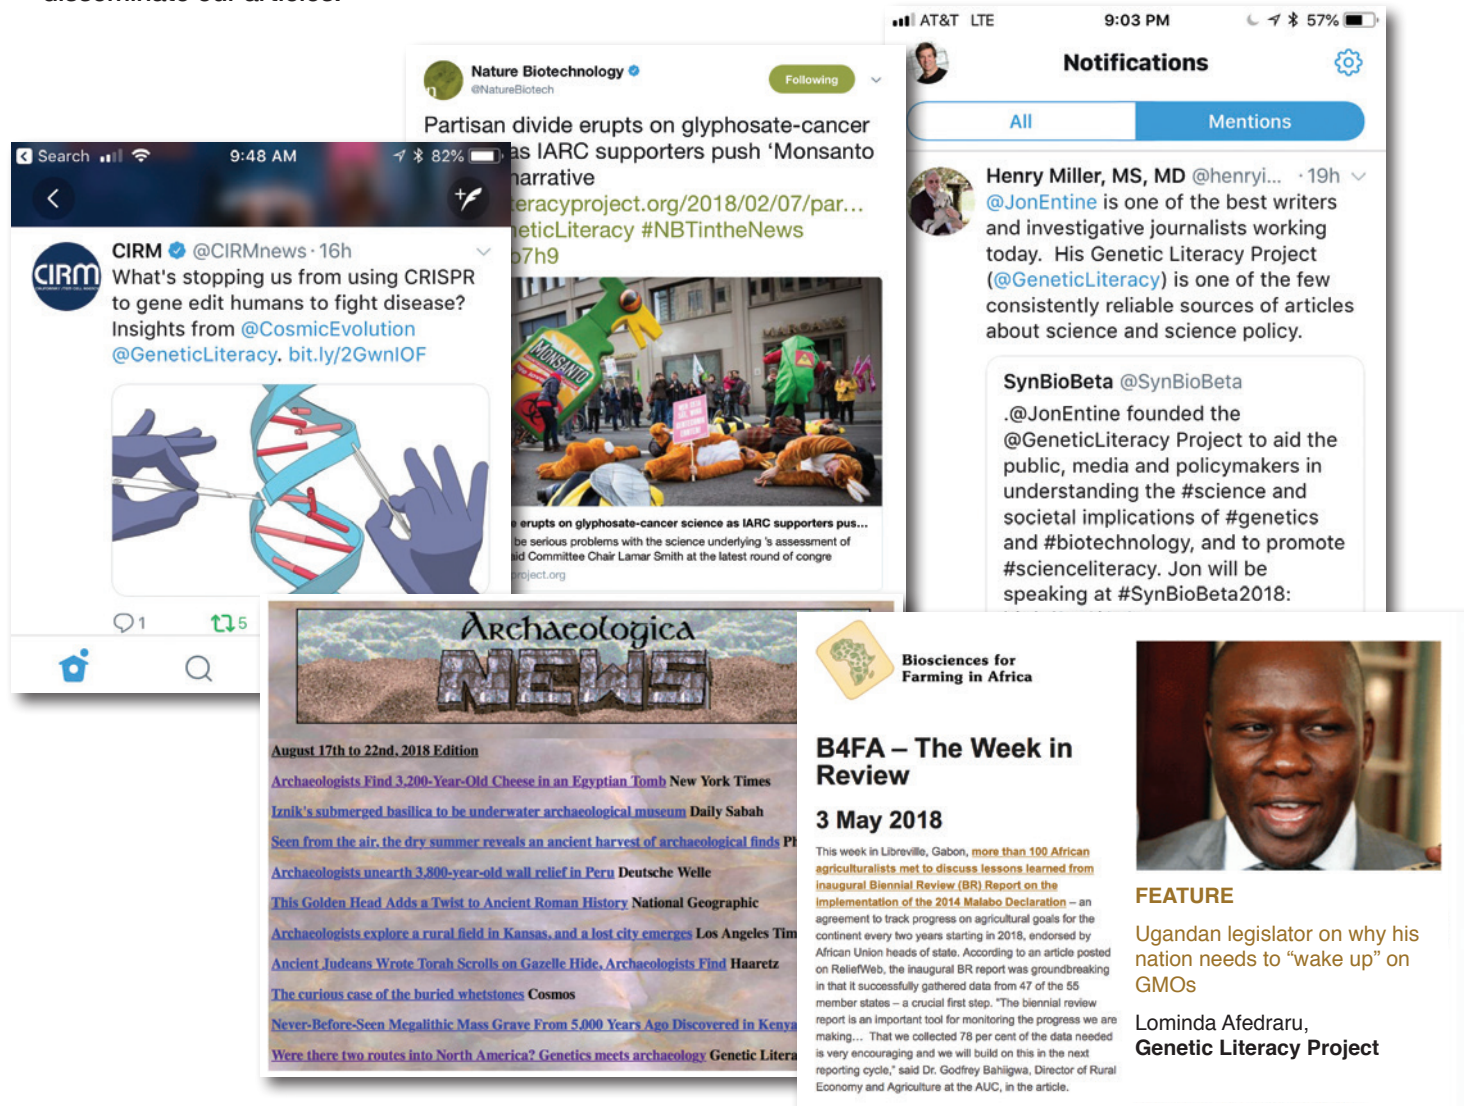 disseminate our articles.
Search 9:48 AM 82%
CIRM @CIRMnews · 16h
What's stopping us from using CRISPR
to gene edit humans to fight disease?
Insights from @CosmicEvolution
@GeneticLiteracy. bit.ly/2GwnIOF
CIRM
1 5
Nature Biotechnology
@NatureBiotech
Following
Partisan divide erupts on glyphosate-cancer
as IARC supporters push ‘Monsanto
narrative
teracyproject.org/2018/02/07/par...
neticLiteracy #NBTintheNews
o7h9
MONSANTO
MARGAUX
e erupts on glyphosate-cancer science as IARC supporters pus...
be serious problems with the science underlying 's assessment of
aid Committee Chair Lamar Smith at the latest round of congre
project.org
AT&T LTE 9:03 PM 57%
Notifications
All Mentions
Henry Miller, MS, MD @henryi... · 19h
@JonEntine is one of the best writers
and investigative journalists working
today. His Genetic Literacy Project
(@GeneticLiteracy) is one of the few
consistently reliable sources of articles
about science and science policy.
SynBioBeta @SynBioBeta
.@JonEntine founded the
@GeneticLiteracy Project to aid the
public, media and policymakers in
understanding the #science and
societal implications of #genetics
and #biotechnology, and to promote
#scienceliteracy. Jon will be
speaking at #SynBioBeta2018:
Archaeologica
NEWS
August 17th to 22nd, 2018 Edition
Archaeologists Find 3,200-Year-Old Cheese in an Egyptian Tomb New York Times
Iznik's submerged basilica to be underwater archaeological museum Daily Sabah
Seen from the air, the dry summer reveals an ancient harvest of archaeological finds Ph
Archaeologists unearth 3,800-year-old wall relief in Peru Deutsche Welle
This Golden Head Adds a Twist to Ancient Roman History National Geographic
Archaeologists explore a rural field in Kansas, and a lost city emerges Los Angeles Tim
Ancient Judeans Wrote Torah Scrolls on Gazelle Hide, Archaeologists Find Haaretz
The curious case of the buried whetstones Cosmos
Never-Before-Seen Megalithic Mass Grave From 5,000 Years Ago Discovered in Kenya
Were there two routes into North America? Genetics meets archaeology Genetic Litera
Biosciences for
Farming in Africa
B4FA – The Week in
Review
3 May 2018
This week in Libreville, Gabon, more than 100 African
agriculturalists met to discuss lessons learned from
inaugural Biennial Review (BR) Report on the
implementation of the 2014 Malabo Declaration – an
agreement to track progress on agricultural goals for the
continent every two years starting in 2018, endorsed by
African Union heads of state. According to an article posted
on ReliefWeb, the inaugural BR report was groundbreaking
in that it successfully gathered data from 47 of the 55
member states – a crucial first step. "The biennial review
report is an important tool for monitoring the progress we are
making... That we collected 78 per cent of the data needed
is very encouraging and we will build on this in the next
reporting cycle," said Dr. Godfrey Bahiigwa, Director of Rural
Economy and Agriculture at the AUC, in the article.
FEATURE
Ugandan legislator on why his
nation needs to “wake up” on
GMOs
Lominda Afedraru,
Genetic Literacy Project